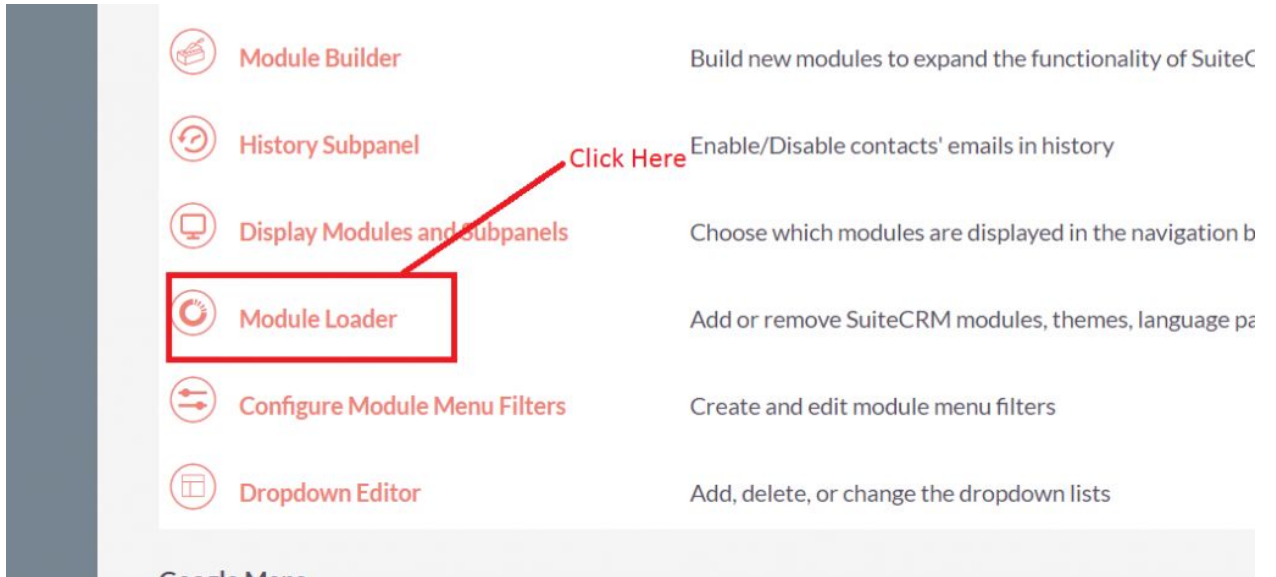 Module Builder
Build new modules to expand the functionality of SuiteC
History Subpanel
Click Here
Enable/Disable contacts' emails in history
Display Modules and Subpanels
Choose which modules are displayed in the navigation b
Module Loader
Add or remove SuiteCRM modules, themes, language pa
Configure Module Menu Filters
Create and edit module menu filters
Dropdown Editor
Add, delete, or change the dropdown lists
Google Maps